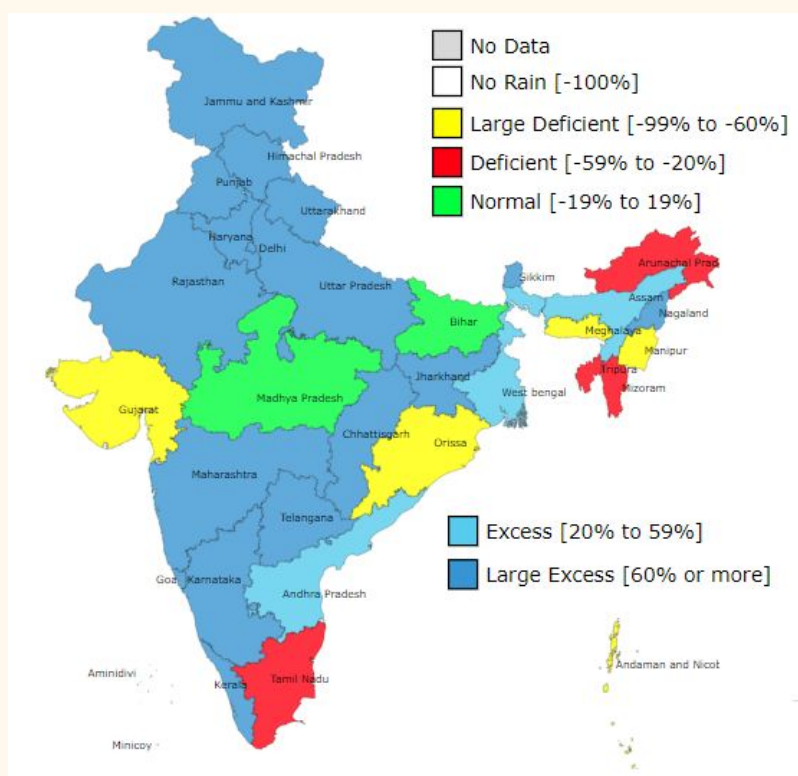 No Data
No Rain [-100%]
Large Deficient [-99% to -60%]
Deficient [-59% to -20%]
Normal [-19% to 19%]
Jammu and Kashmir
Himachal Pradesh
Punjab
Uttarakhand
Haryana
Delhi
Rajasthan
Uttar Pradesh
Sikkim
Arunachal Prad
Assam
Nagaland
Bihar
Meghalaya
Manipur
Tripura
Mizoram
Jharkhand
West bengal
Gujarat
Madhya Pradesh
Chhattisgarh
Orissa
Maharashtra
Telangana
Excess [20% to 59%]
Large Excess [60% or more]
Goa
Karnataka
Andhra Pradesh
Andaman and Nicot
Aminidivi
Kerala
Tamil Nadu
Minicoy